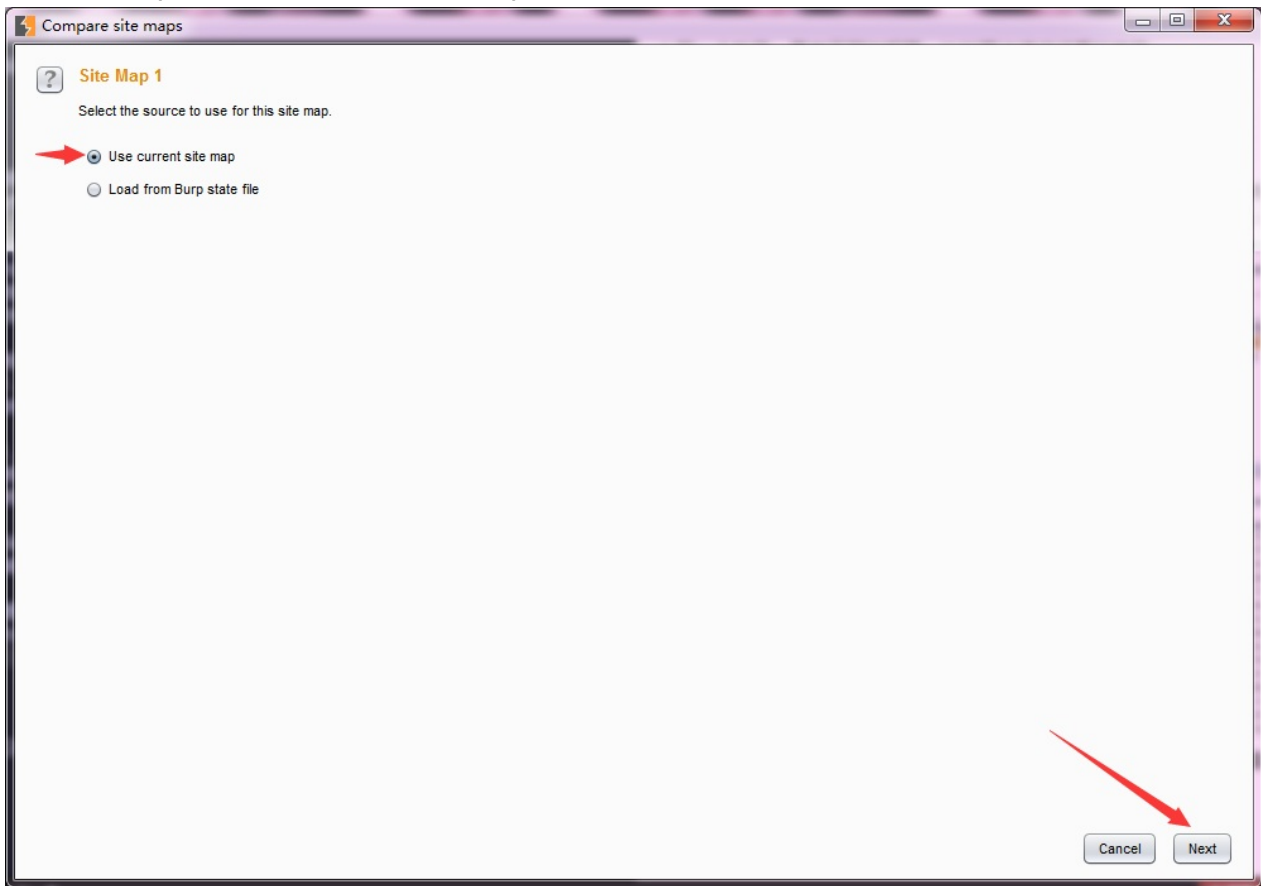 Compare site maps
?
Site Map 1
Select the source to use for this site map.
Use current site map
Load from Burp state file
Cancel Next